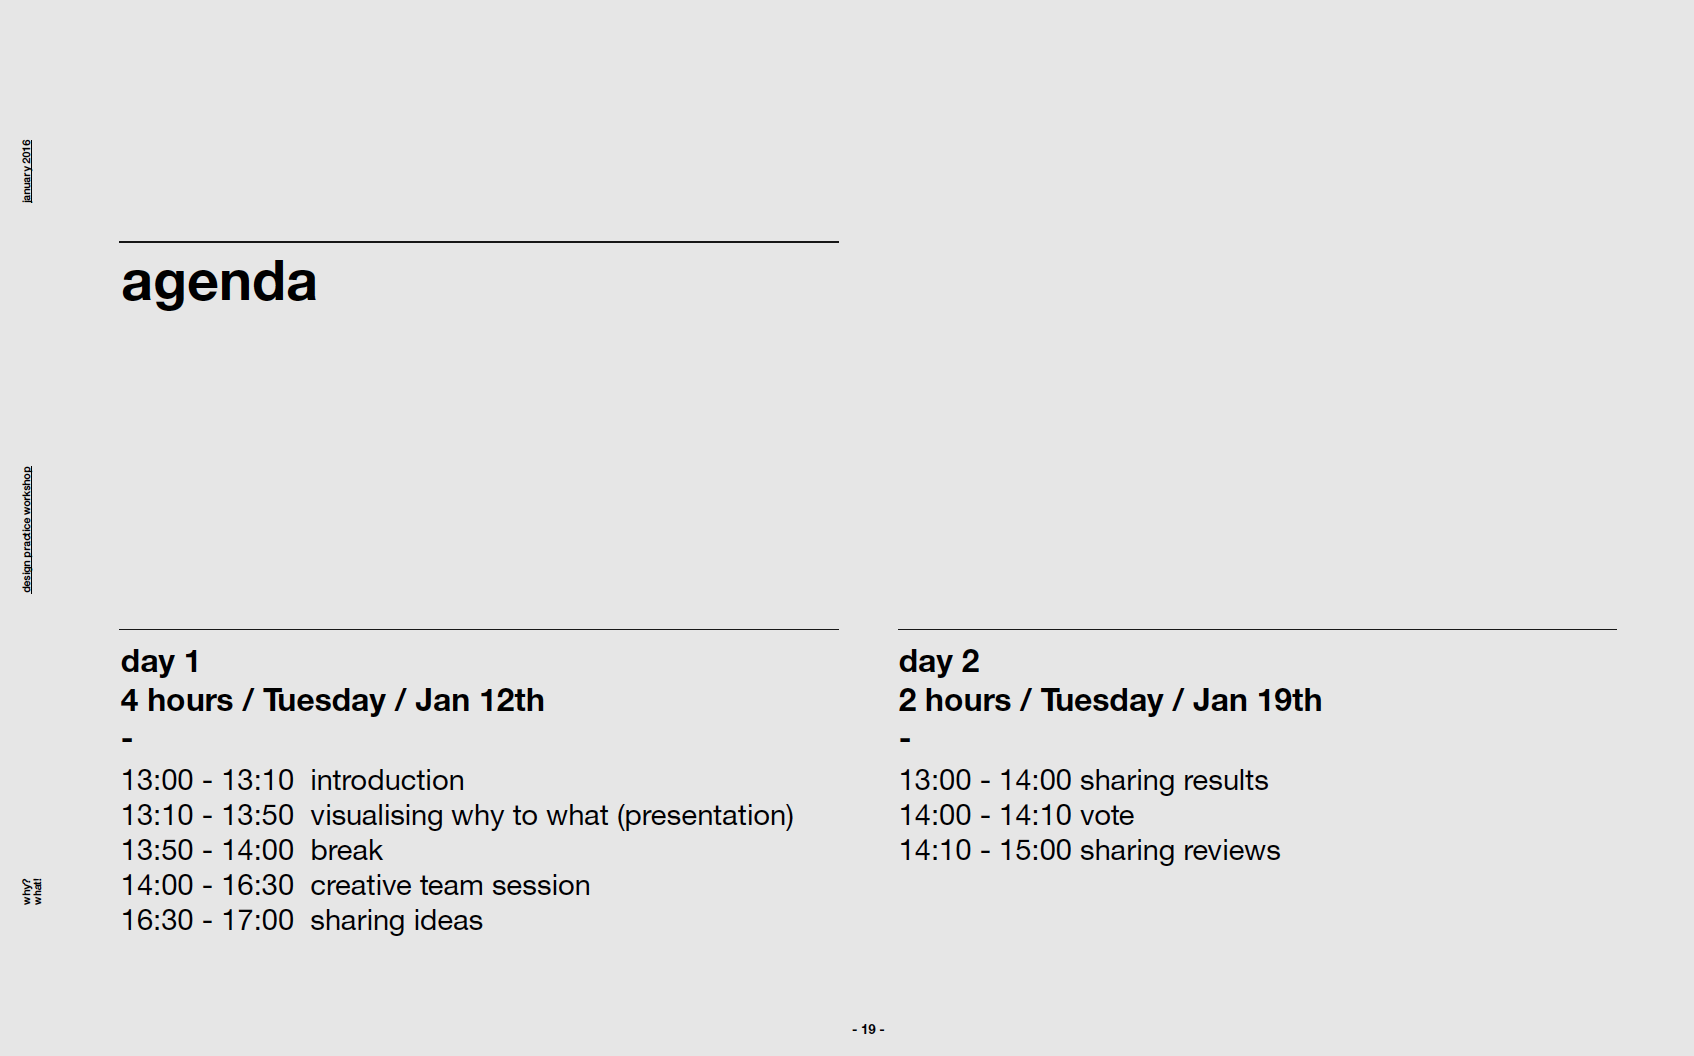 january 2016
agenda
design practice workshop
day 1
4 hours / Tuesday / Jan 12th
-
13:00 - 13:10 introduction
13:10 - 13:50 visualising why to what (presentation)
13:50 - 14:00 break
14:00 - 16:30 creative team session
16:30 - 17:00 sharing ideas
day 2
2 hours / Tuesday / Jan 19th
-
13:00 - 14:00 sharing results
14:00 - 14:10 vote
14:10 - 15:00 sharing reviews
why?
what!
- 19 -